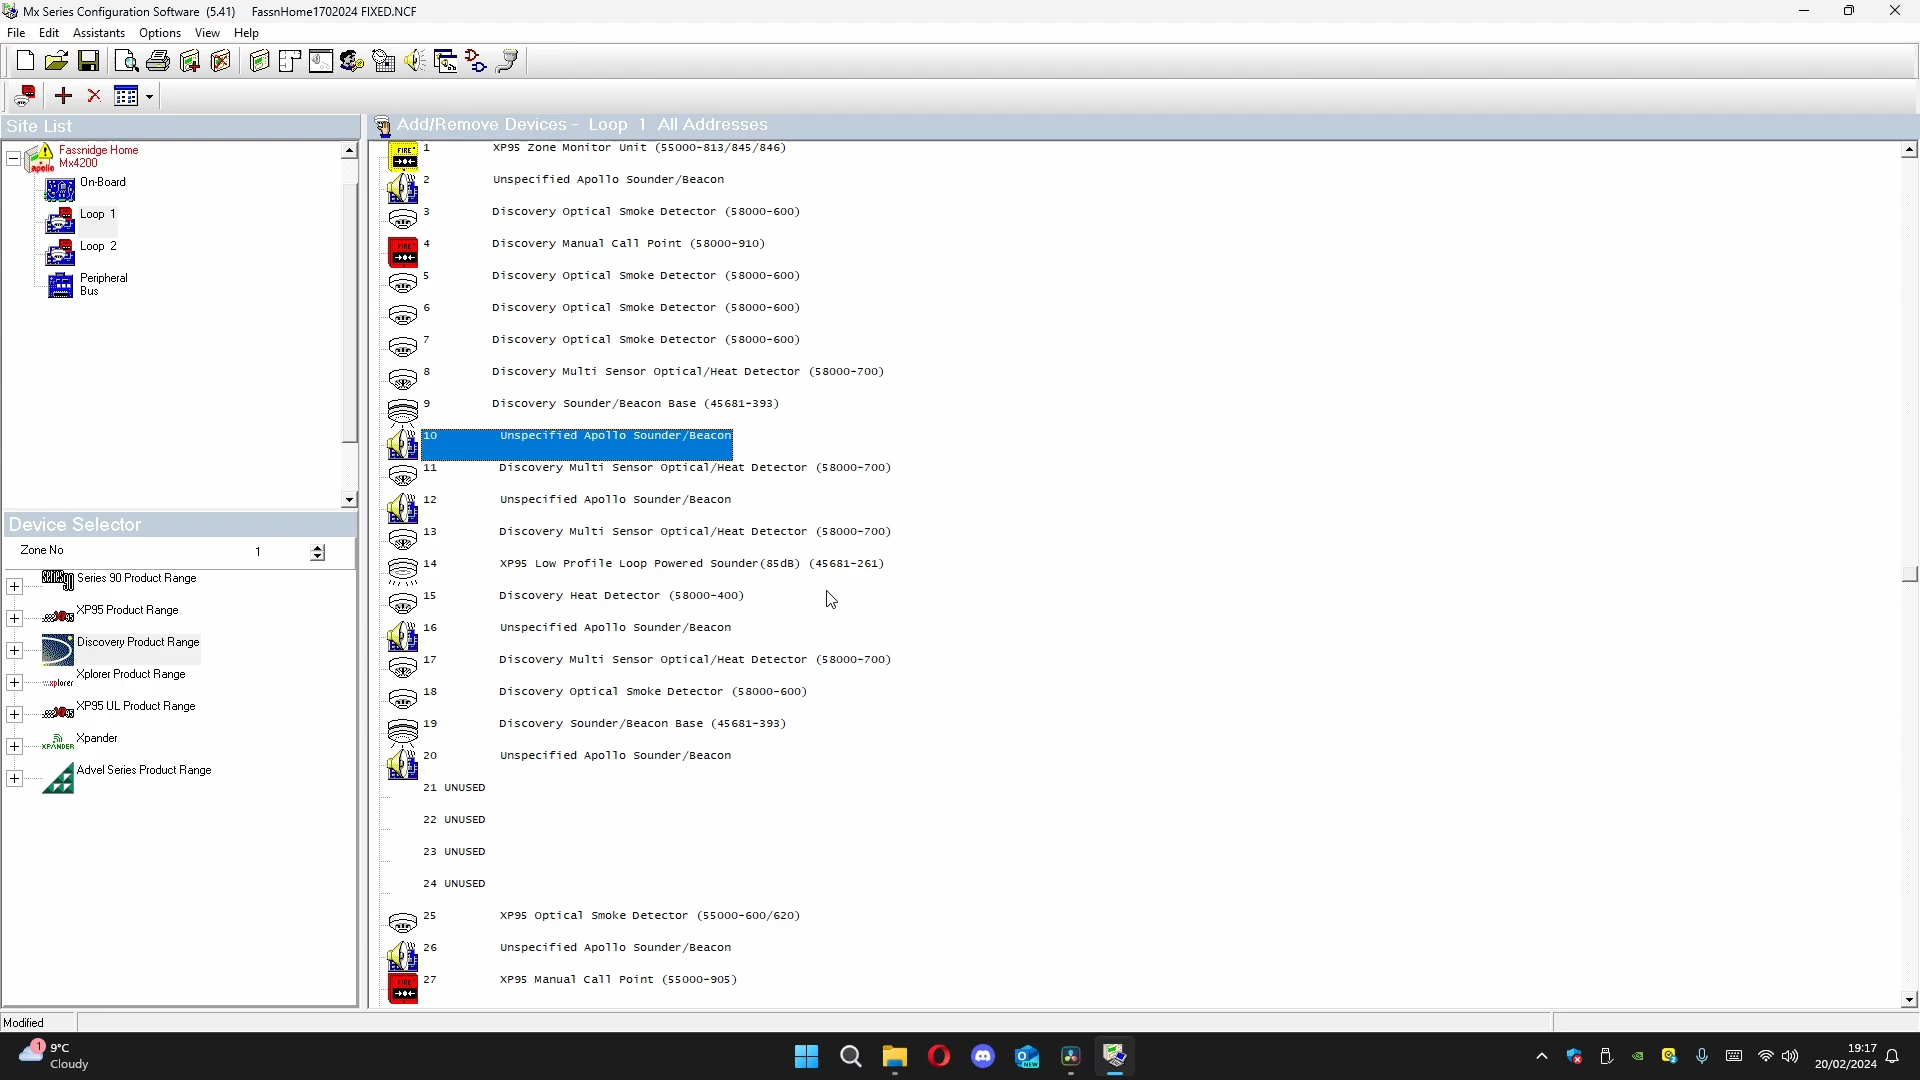 Mx Series Configuration Software (5.41) FassnHome1702024 FIXED.NCF
File Edit Assistants Options View Help
Site List
Fassnidge Home
Mx4200
On-Board
Loop 1
Loop 2
Peripheral
Bus
Device Selector
Zone No 1
Series 90 Product Range
XP95 Product Range
Discovery Product Range
Xplorer Product Range
XP95 UL Product Range
Xpander
Advel Series Product Range
Add/Remove Devices - Loop 1 All Addresses
1 XP95 Zone Monitor Unit (55000-813/845/846)
2 Unspecified Apollo Sounder/Beacon
3 Discovery Optical Smoke Detector (58000-600)
4 Discovery Manual Call Point (58000-910)
5 Discovery Optical Smoke Detector (58000-600)
6 Discovery Optical Smoke Detector (58000-600)
7 Discovery Optical Smoke Detector (58000-600)
8 Discovery Multi Sensor Optical/Heat Detector (58000-700)
9 Discovery Sounder/Beacon Base (45681-393)
10 Unspecified Apollo Sounder/Beacon
11 Discovery Multi Sensor Optical/Heat Detector (58000-700)
12 Unspecified Apollo Sounder/Beacon
13 Discovery Multi Sensor Optical/Heat Detector (58000-700)
14 XP95 Low Profile Loop Powered Sounder(85dB) (45681-261)
15 Discovery Heat Detector (58000-400)
16 Unspecified Apollo Sounder/Beacon
17 Discovery Multi Sensor Optical/Heat Detector (58000-700)
18 Discovery Optical Smoke Detector (58000-600)
19 Discovery Sounder/Beacon Base (45681-393)
20 Unspecified Apollo Sounder/Beacon
21 UNUSED
22 UNUSED
23 UNUSED
24 UNUSED
25 XP95 Optical Smoke Detector (55000-600/620)
26 Unspecified Apollo Sounder/Beacon
27 XP95 Manual Call Point (55000-905)
Modified
1
9°C
Cloudy
19:17
20/02/2024